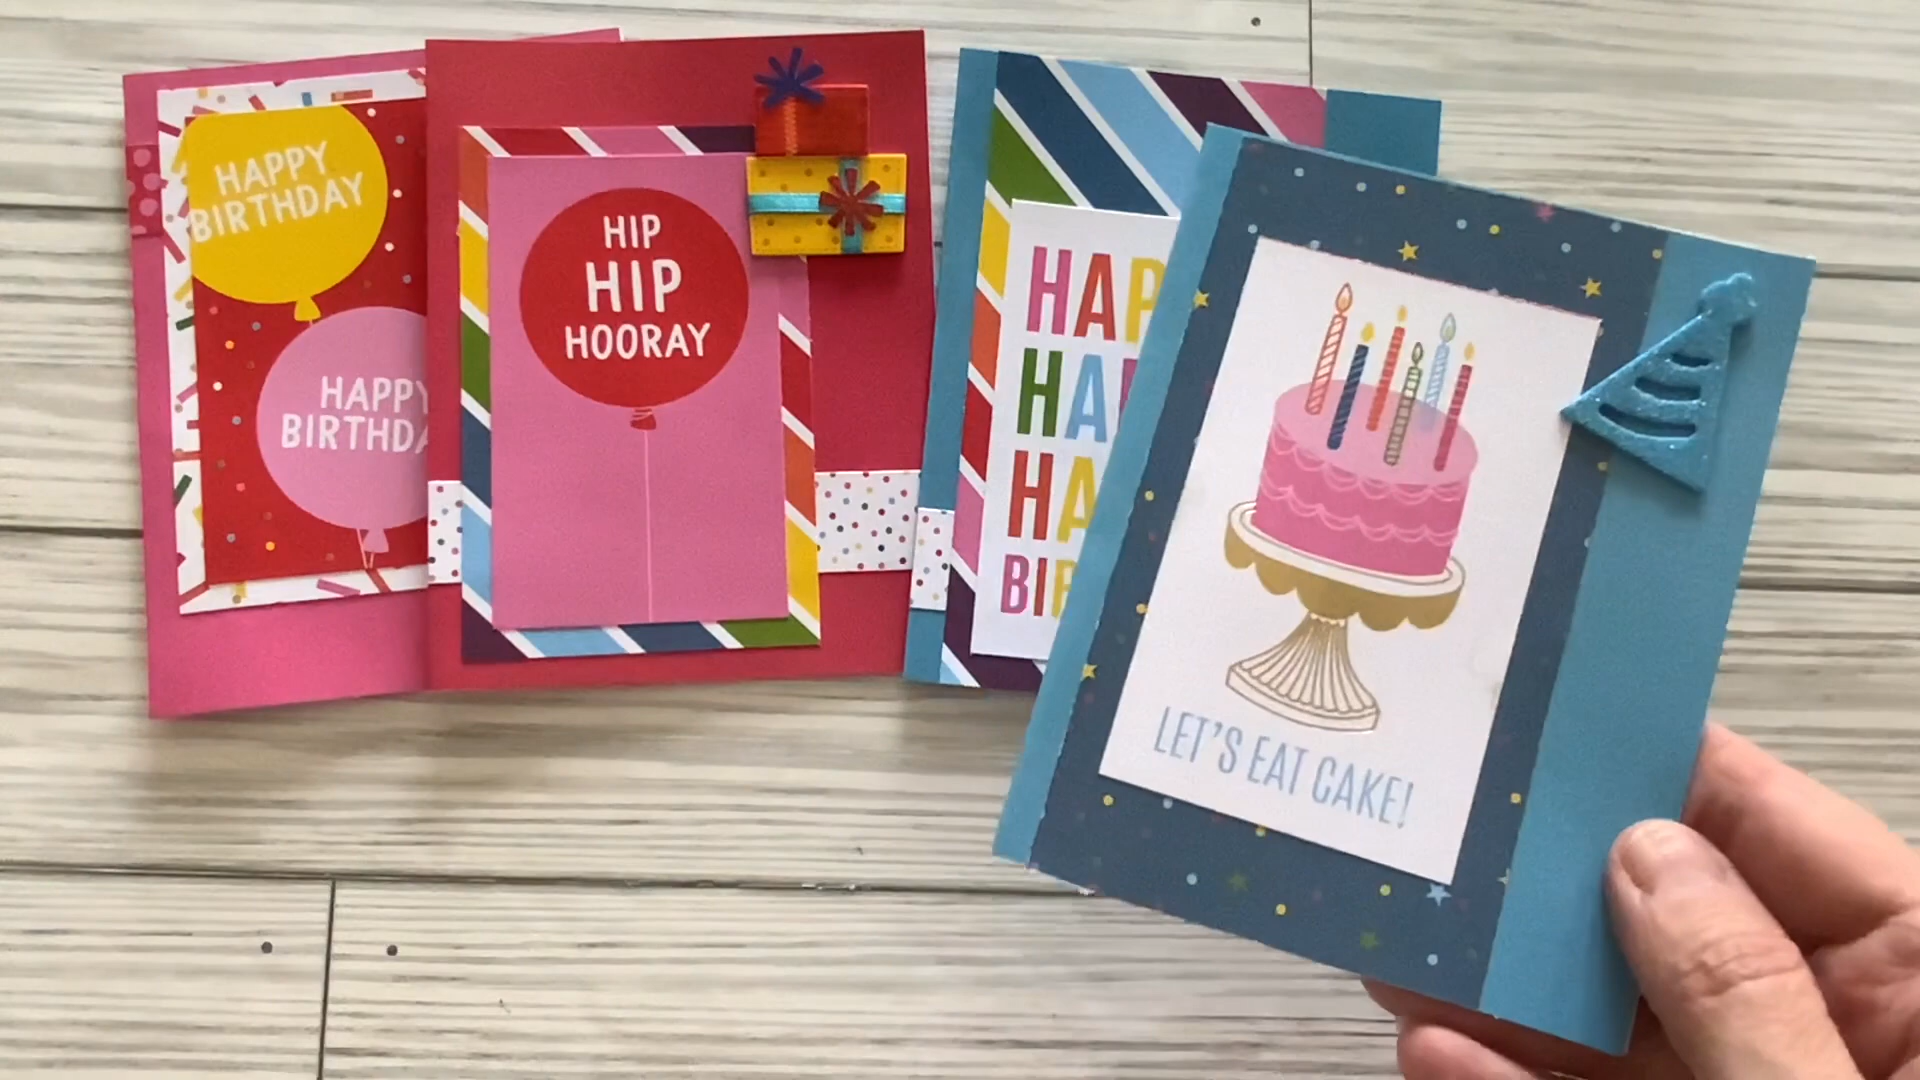 HAPPY
BIRTHDAY
HAPPY
BIRTHDA
HIP
HIP
HOORAY
HAP
HA
HA
BI
LET'S EAT CAKE!